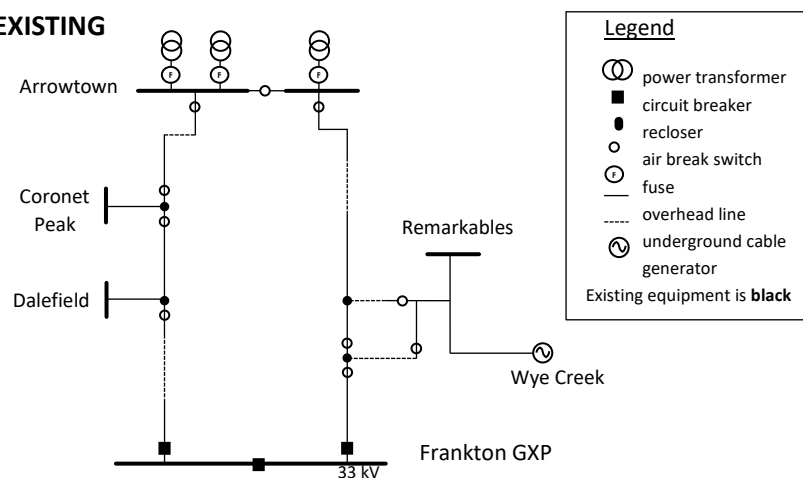 EXISTING
F
F
F
Arrowtown
Coronet
Peak
Dalefield
Remarkables
Wye Creek
Frankton GXP
33 kV
Legend
power transformer
circuit breaker
recloser
air break switch
F
fuse
overhead line
underground cable
generator
Existing equipment is black